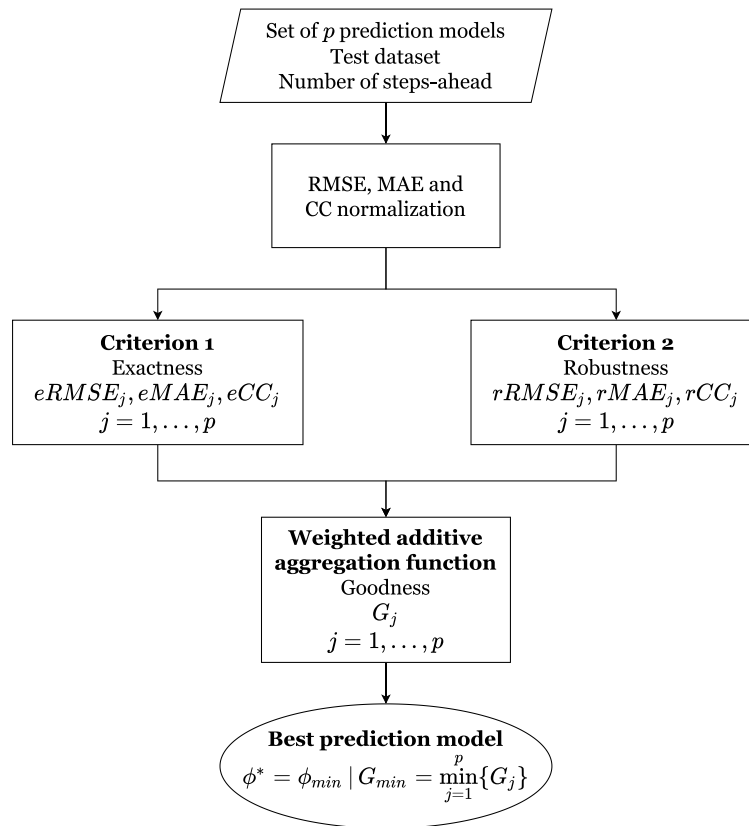 Set of p prediction models
Test dataset
Number of steps-ahead
RMSE, MAE and
CC normalization
Criterion 1
Exactness
eRMSE_j, eMAE_j, eCC_j
j = 1, . . . , p
Criterion 2
Robustness
rRMSE_j, rMAE_j, rCC_j
j = 1, . . . , p
Weighted additive
aggregation function
Goodness
G_j
j = 1, . . . , p
Best prediction model
ϕ* = ϕ_min | G_min = min_{j=1}^{p} {G_j}